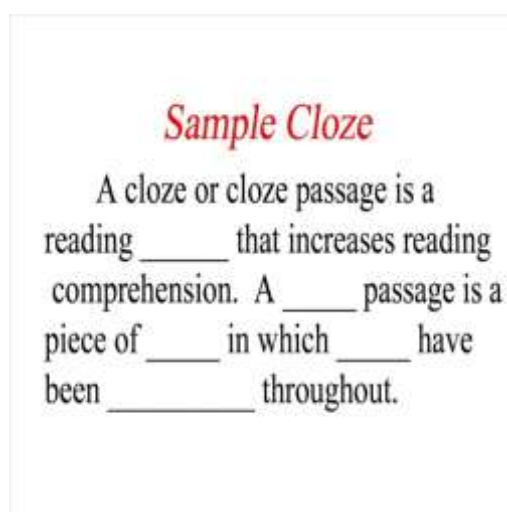 Sample Cloze
A cloze or cloze passage is a
reading ______ that increases reading
comprehension. A _____ passage is a
piece of _____ in which _____ have
been __________ throughout.